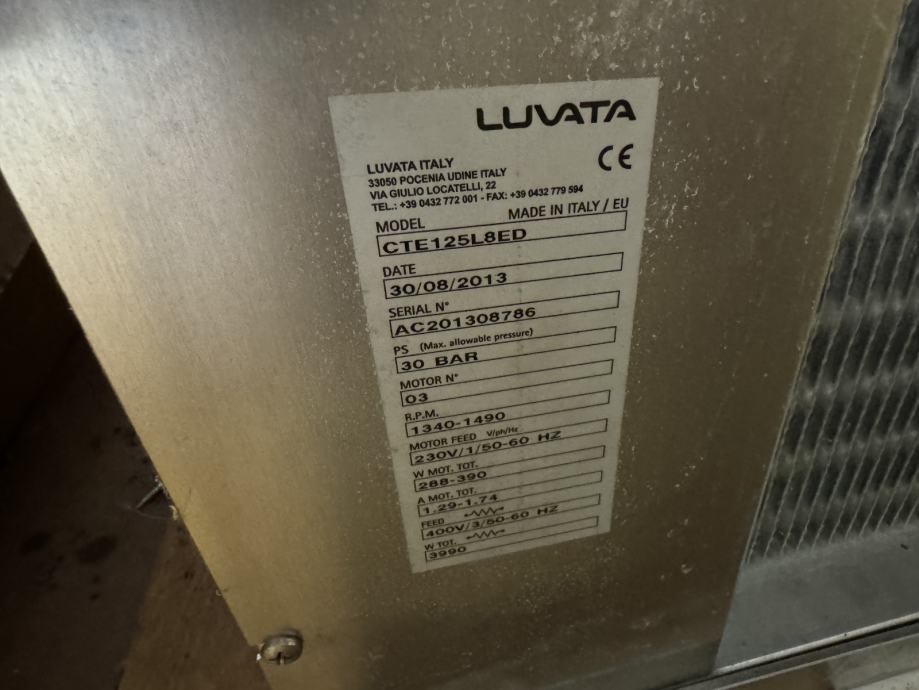 LUVATA
CE
LUVATA ITALY
33050 POCENIA UDINE ITALY
VIA GIULIO LOCATELLI, 22
TEL.: +39 0432 772 001 - FAX: +39 0432 779 594
MODEL MADE IN ITALY / EU
CTE125L8ED
DATE
30/08/2013
SERIAL N°
AC201308786
PS (Max. allowable pressure)
30 BAR
MOTOR N°
03
R.P.M.
1340-1490
MOTOR FEED V/ph/Hz
230V/1/50-60 HZ
W MOT. TOT.
288-390
A MOT. TOT.
1.29-1.74
FEED
400V/3/50-60 HZ
W TOT.
3990